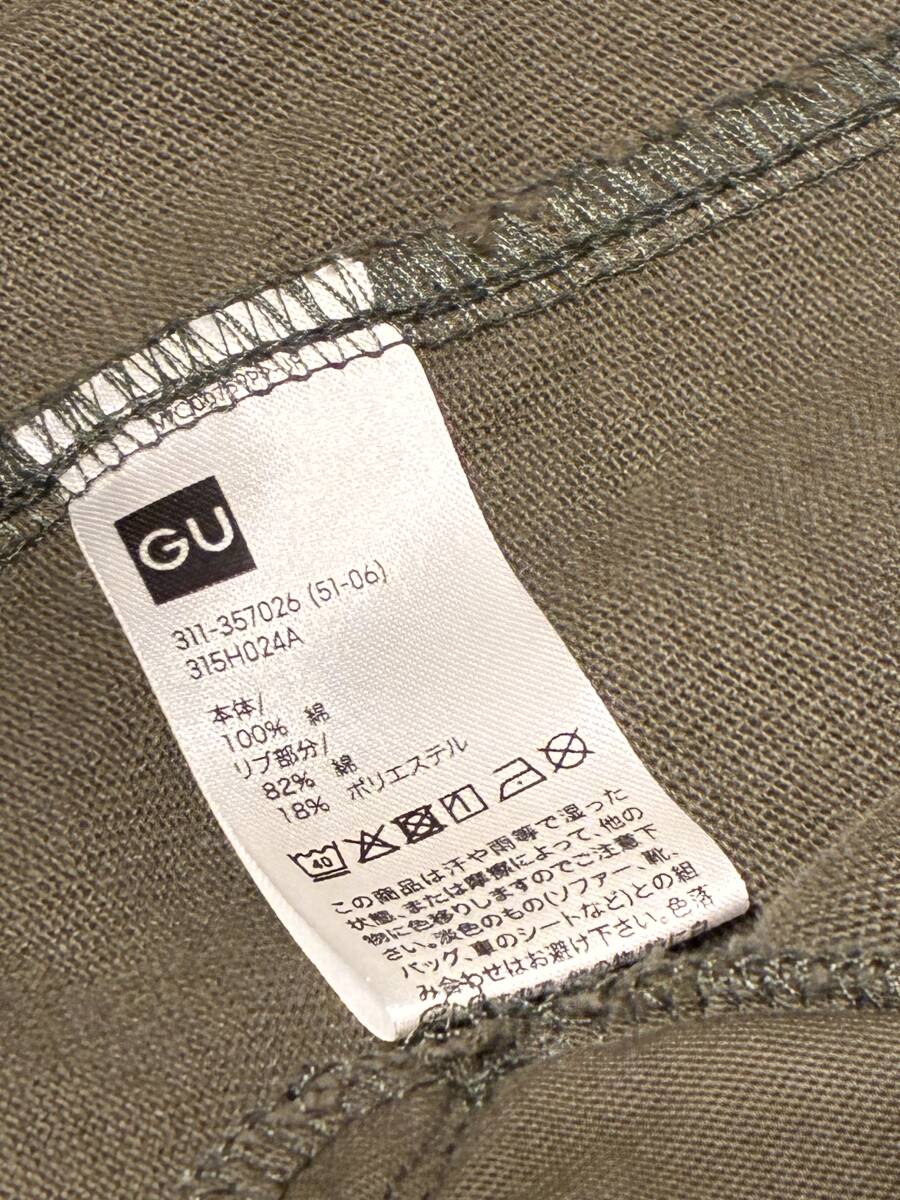 GU
311-357026 (51-06)
315H024A
本体/
100% 綿
リブ部分/
82% 綿
18% ポリエステル
40
この商品は汗や雨等で湿った
状態、または摩擦によって、他の
物に色移りしますのでご注意下
さい。淡色のもの(ソファー、靴、
バッグ、車のシートなど)との組
み合わせはお避け下さい。色落